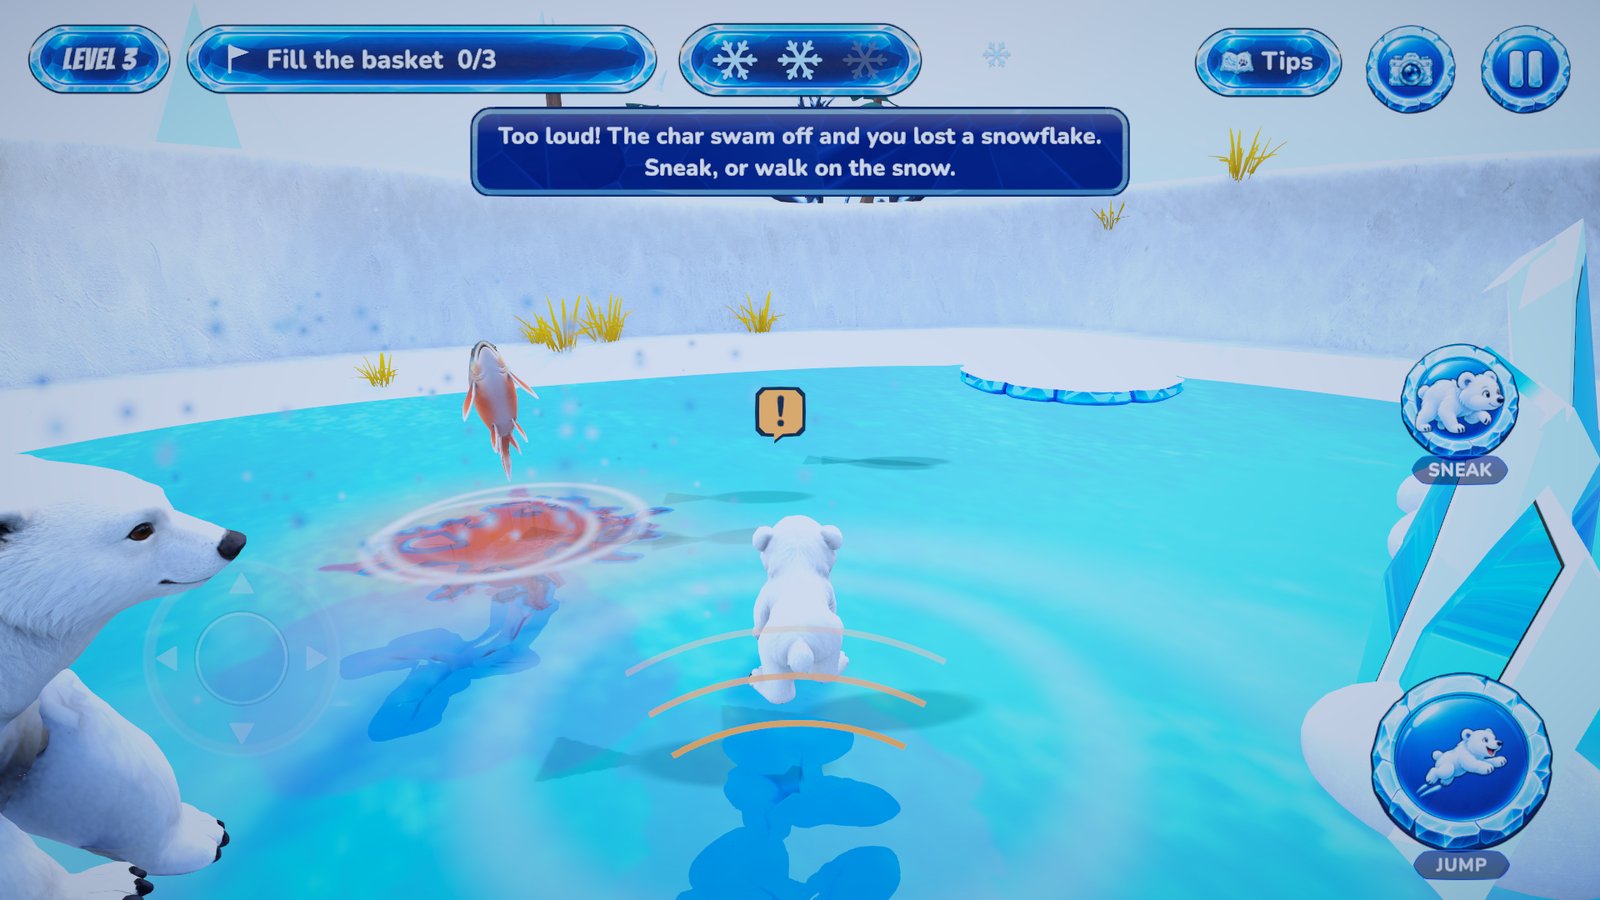 LEVEL 3
Fill the basket 0/3
Tips
Too loud! The char swam off and you lost a snowflake.
Sneak, or walk on the snow.
!
SNEAK
JUMP